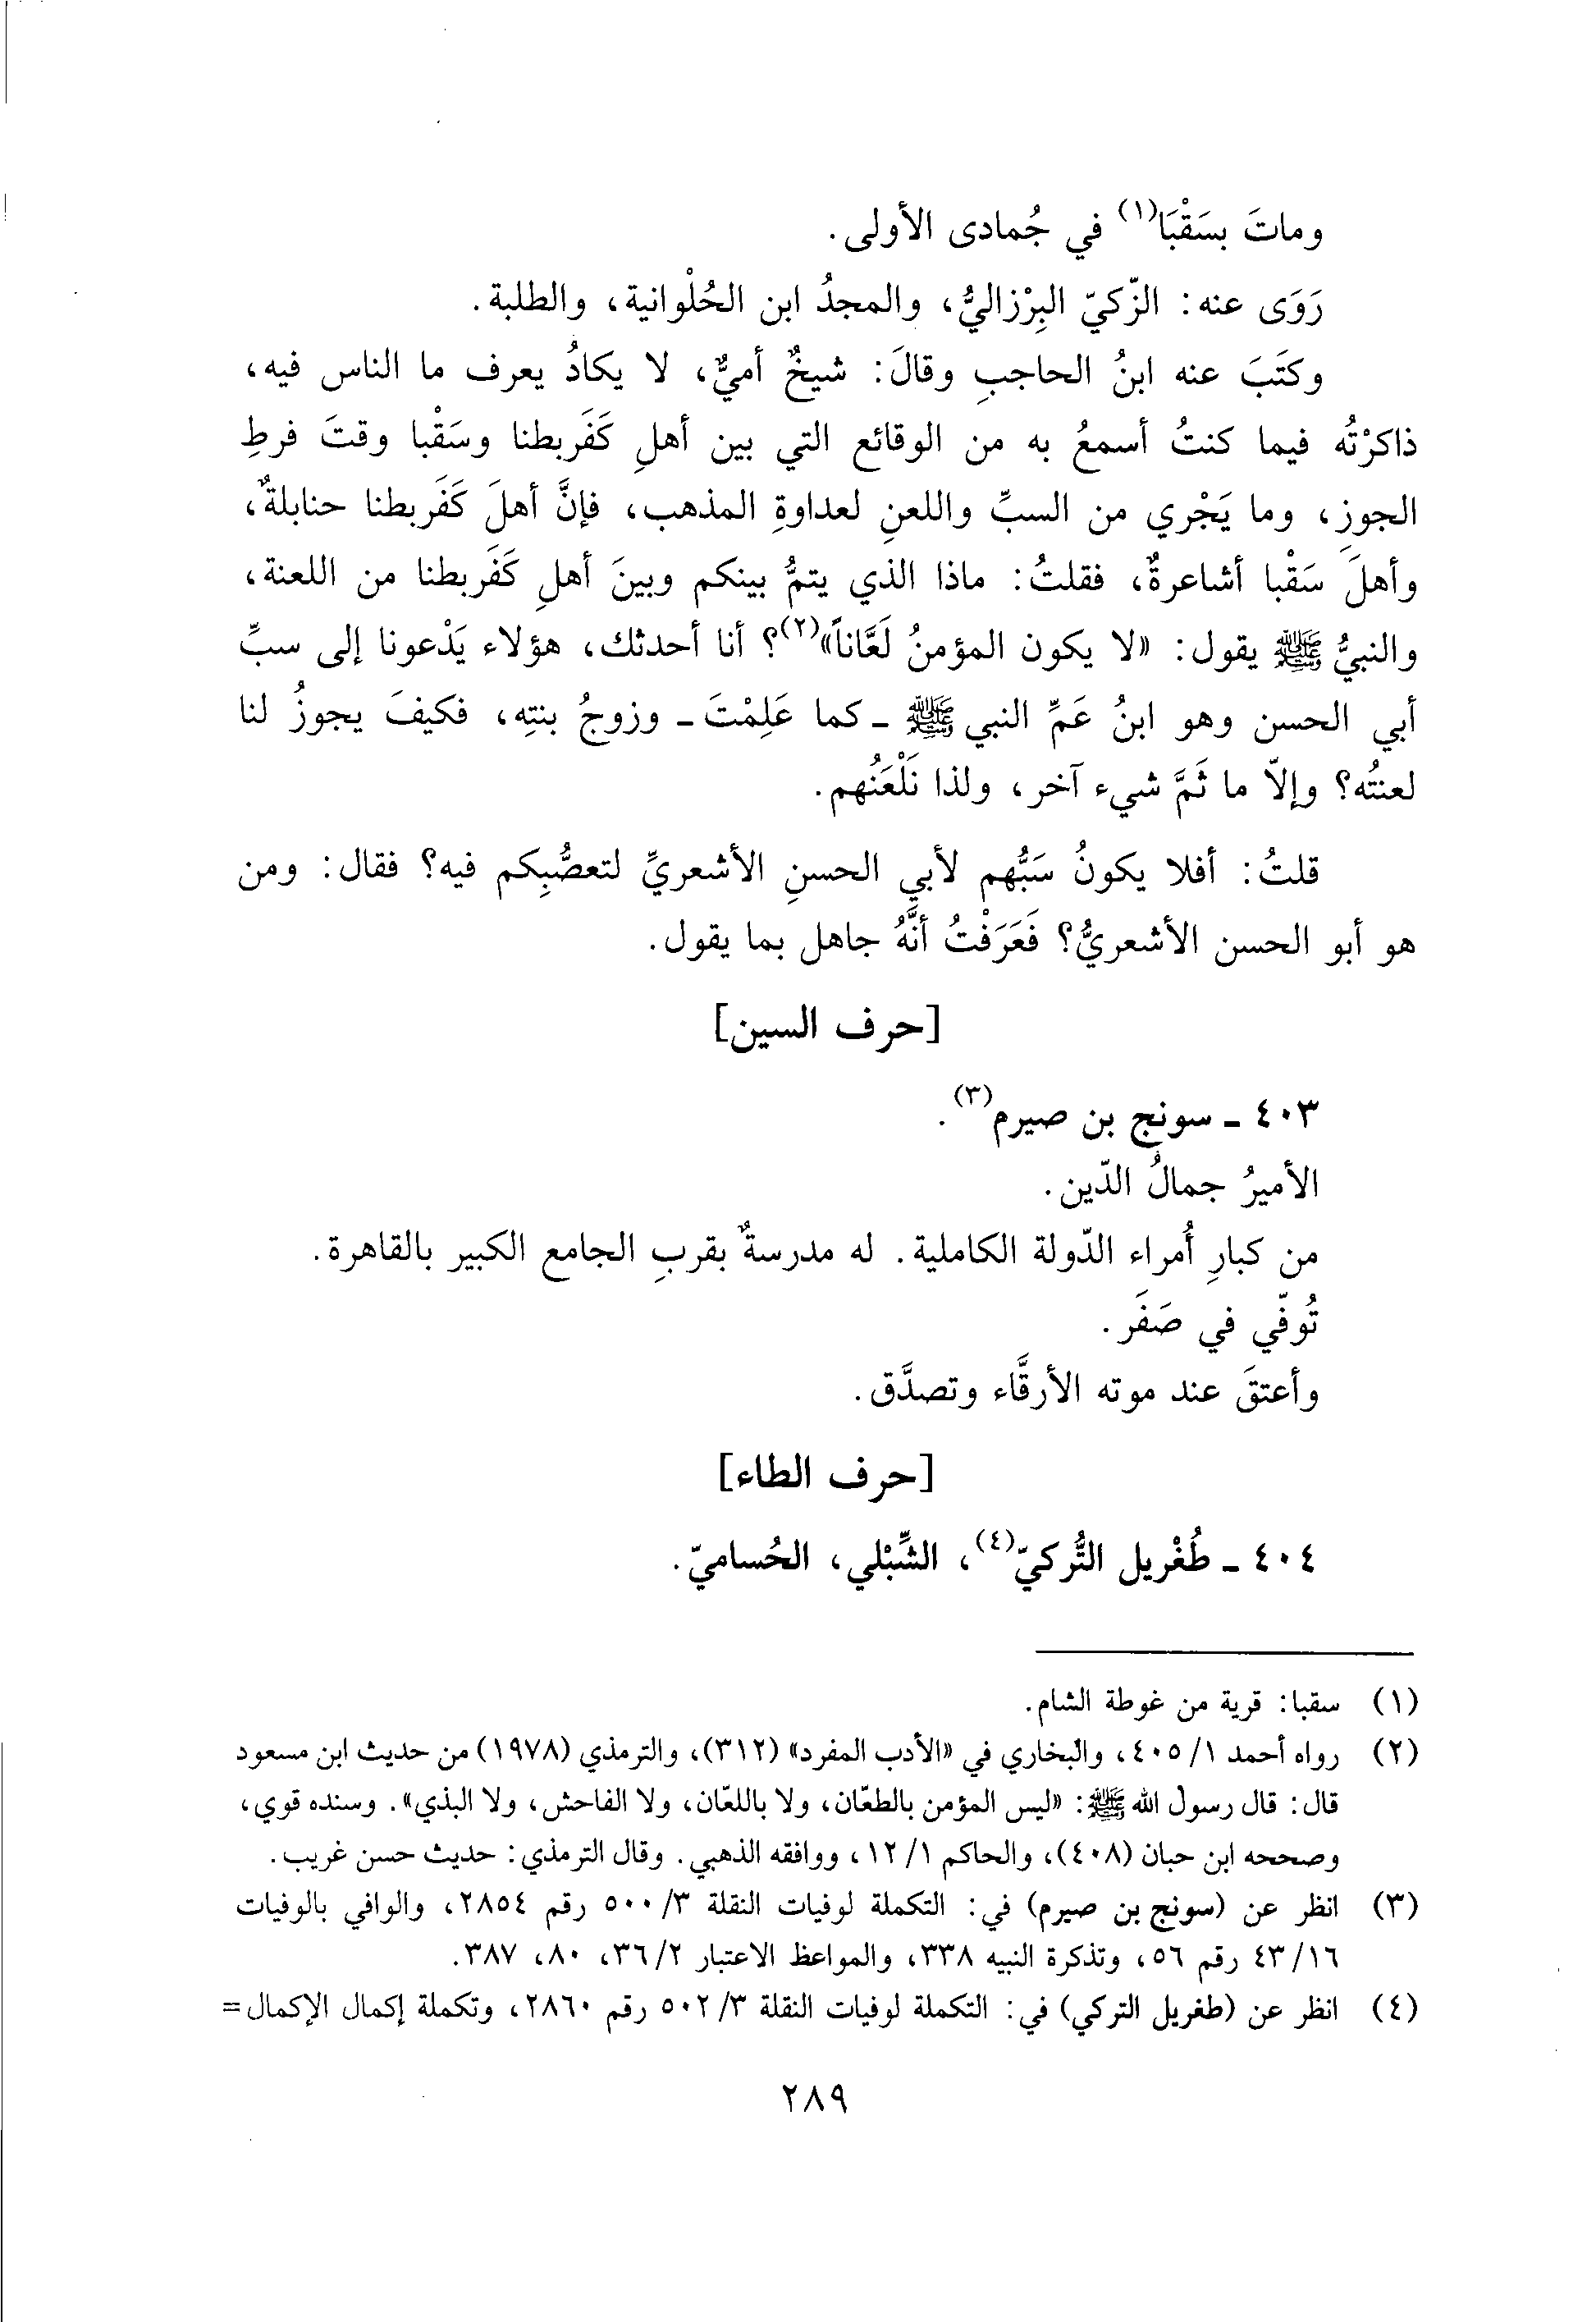 وماتَ بسَقْبَا(١) في جُمادى الأولى.
رَوَى عنه: الزّكيّ البِرْزاليُّ، والمجدُ ابن الحُلْوانية، والطلبة.
وكَتَبَ عنه ابنُ الحاجبِ وقالَ: شيخٌ أميٌّ، لا يكادُ يعرف ما الناس فيه،
ذاكرْتُه فيما كنتُ أسمعُ به من الوقائع التي بين أهلِ كَفَربطنا وسَقْبا وقتَ فرطِ
الجوزِ، وما يَجْري من السبِّ واللعنِ لعداوةِ المذهب، فإنَّ أهلَ كَفَربطنا حنابلةٌ،
وأهلَ سَقْبا أشاعرةٌ، فقلتُ: ماذا الذي يتمُّ بينكم وبينَ أهلِ كَفَربطنا من اللعنة،
والنبيُّ ﷺ يقول: «لا يكون المؤمنُ لَعَّاناً»(٢)؟ أنا أحدثك، هؤلاء يَدْعونا إلى سبِّ
أبي الحسن وهو ابنُ عَمِّ النبي ﷺ ـ كما عَلِمْتَ ـ وزوجُ بنتِه، فكيفَ يجوزُ لنا
لعنتُه؟ وإلاّ ما ثَمَّ شيء آخر، ولذا نَلْعَنُهم.
قلتُ: أفلا يكونُ سَبُّهم لأبي الحسنِ الأشعريِّ لتعصُّبِكم فيه؟ فقال: ومن
هو أبو الحسن الأشعريُّ؟ فَعَرَفْتُ أنَّهُ جاهل بما يقول.
[حرف السين]
٤٠٣ ـ سونج بن صيرم(٣).
الأميرُ جمالُ الدّين.
من كبارِ أُمراء الدّولة الكاملية. له مدرسةٌ بقربِ الجامع الكبير بالقاهرة.
تُوفّي في صَفَر.
وأعتقَ عند موته الأرقَّاء وتصدَّق.
[حرف الطاء]
٤٠٤ ـ طُغْريل التُّركيّ(٤)، الشِّبْلي، الحُساميّ.
(١) سقبا: قرية من غوطة الشام.
(٢) رواه أحمد ١/ ٤٠٥، والبخاري في «الأدب المفرد» (٣١٢)، والترمذي (١٩٧٨) من حديث ابن مسعود
قال: قال رسول الله ﷺ: «ليس المؤمن بالطعّان، ولا باللعّان، ولا الفاحش، ولا البذي». وسنده قوي،
وصححه ابن حبان (٤٠٨)، والحاكم ١/ ١٢، ووافقه الذهبي. وقال الترمذي: حديث حسن غريب.
(٣) انظر عن (سونج بن صيرم) في: التكملة لوفيات النقلة ٣/ ٥٠٠ رقم ٢٨٥٤، والوافي بالوفيات
١٦/ ٤٣ رقم ٥٦، وتذكرة النبيه ٣٣٨، والمواعظ الاعتبار ٢/ ٣٦، ٨٠، ٣٨٧.
(٤) انظر عن (طغريل التركي) في: التكملة لوفيات النقلة ٣/ ٥٠٢ رقم ٢٨٦٠، وتكملة إكمال الإكمال =
٢٨٩